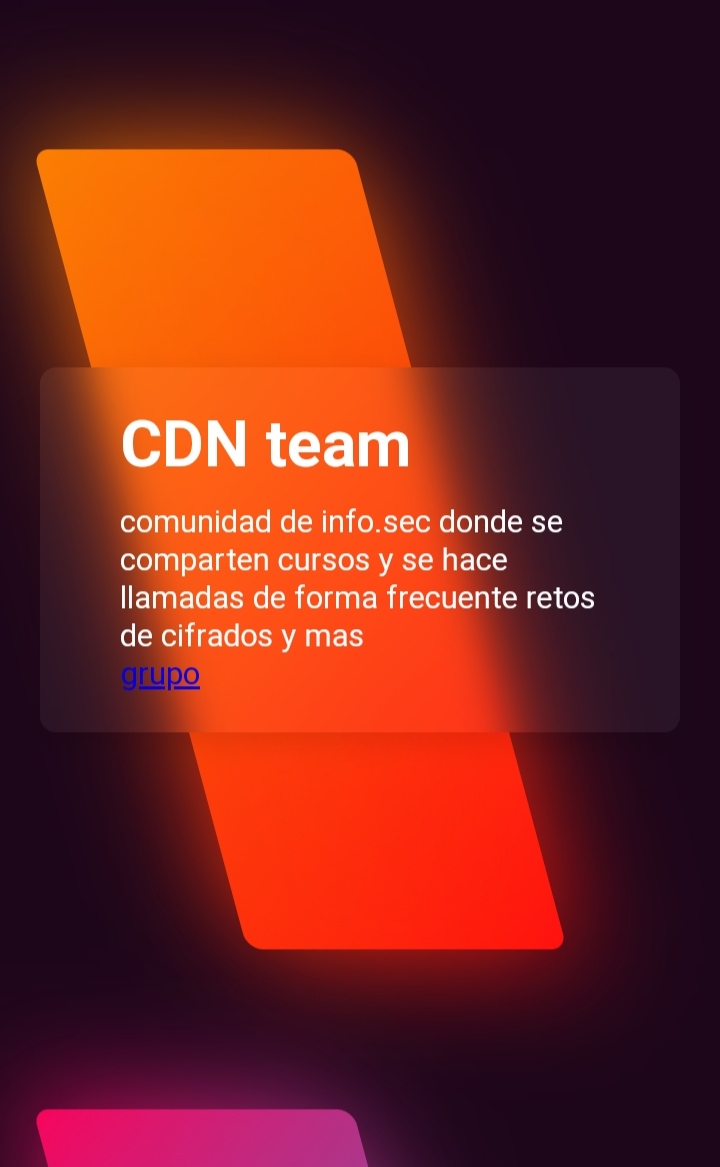 CDN team
comunidad de info.sec donde se
comparten cursos y se hace
llamadas de forma frecuente retos
de cifrados y mas
grupo